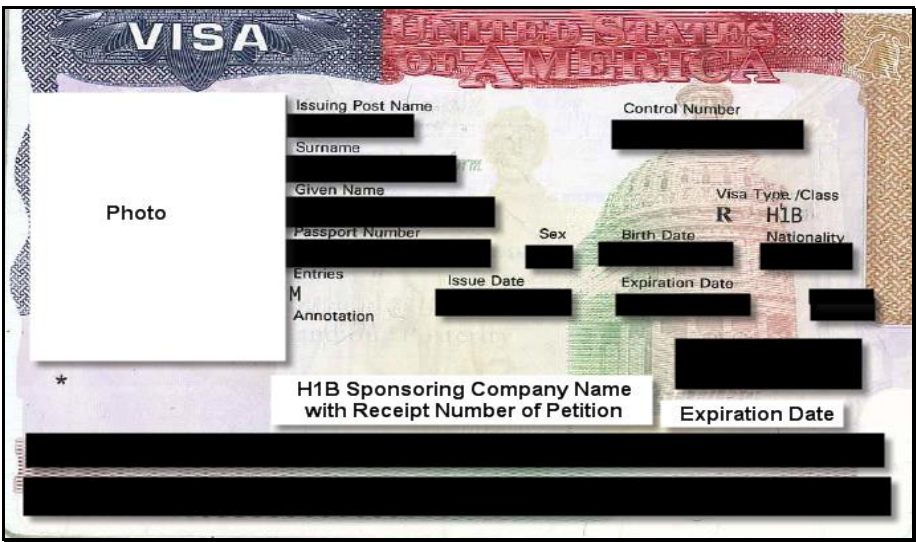 VISA
UNITED STATES
OF AMERICA
Issuing Post Name
Control Number
Surname
Given Name
Visa Type /Class
R H1B
Photo
Passport Number
Sex
Birth Date
Nationality
Entries
Issue Date
Expiration Date
M
Annotation
*
H1B Sponsoring Company Name
with Receipt Number of Petition
Expiration Date